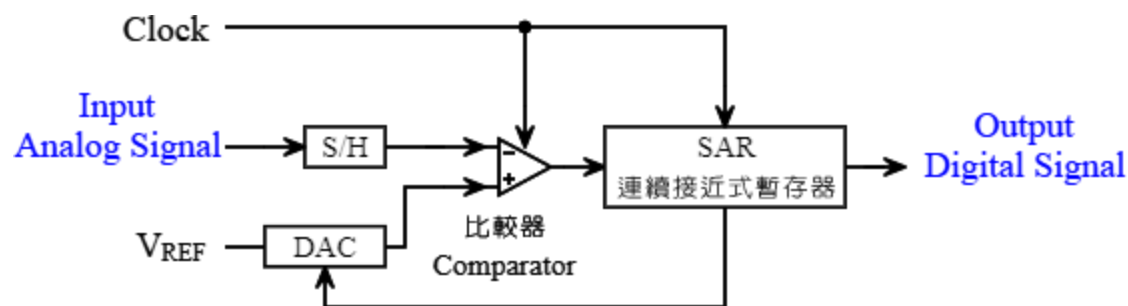 Clock
Input
Analog Signal
S/H
-
+
SAR
連續接近式暫存器
Output
Digital Signal
VREF
DAC
比較器
Comparator